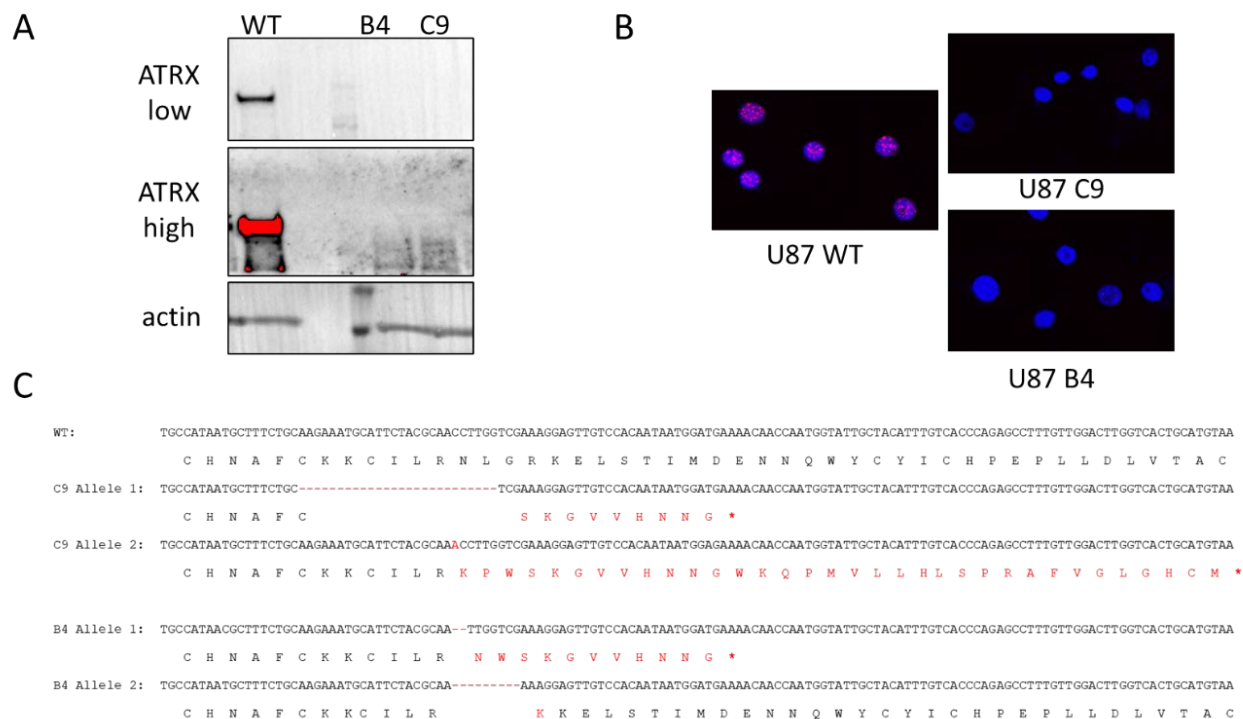 A
WT B4 C9
ATRX
low
ATRX
high
actin
B
U87 WT
U87 C9
U87 B4
C
WT: TGCCATAATGCTTTCTGCAAGAAATGCATTCTACGCAACCTTGGTCGAAAGGAGTTGTCCACAATAATGGATGAAAACAACCAATGGTATTGCTACATTTGTCACCCAGAGCCTTTGTTGGACTTGGTCACTGCATGTAA
C H N A F C K K C I L R N L G R K E L S T I M D E N N Q W Y C Y I C H P E P L L D L V T A C
C9 Allele 1: TGCCATAATGCTTTCTGC--------------------------TCGAAAGGAGTTGTCCACAATAATGGATGAAAACAACCAATGGTATTGCTACATTTGTCACCCAGAGCCTTTGTTGGACTTGGTCACTGCATGTAA
C H N A F C S K G V V H N N G *
C9 Allele 2: TGCCATAATGCTTTCTGCAAGAAATGCATTCTACGCAAACCTTGGTCGAAAGGAGTTGTCCACAATAATGGAGAAAACAACCAATGGTATTGCTACATTTGTCACCCAGAGCCTTTGTTGGACTTGGTCACTGCATGTAA
C H N A F C K K C I L R K P W S K G V V H N N G W K Q P M V L L H L S P R A F V G L G H C M *
B4 Allele 1: TGCCATAACGCTTTCTGCAAGAAATGCATTCTACGCAA--TTGGTCGAAAGGAGTTGTCCACAATAATGGATGAAAACAACCAATGGTATTGCTACATTTGTCACCCAGAGCCTTTGTTGGACTTGGTCACTGCATGTAA
C H N A F C K K C I L R N W S K G V V H N N G *
B4 Allele 2: TGCCATAATGCTTTCTGCAAGAAATGCATTCTACGCAA---------AAAGGAGTTGTCCACAATAATGGATGAAAACAACCAATGGTATTGCTACATTTGTCACCCAGAGCCTTTGTTGGACTTGGTCACTGCATGTAA
C H N A F C K K C I L R K K E L S T I M D E N N Q W Y C Y I C H P E P L L D L V T A C